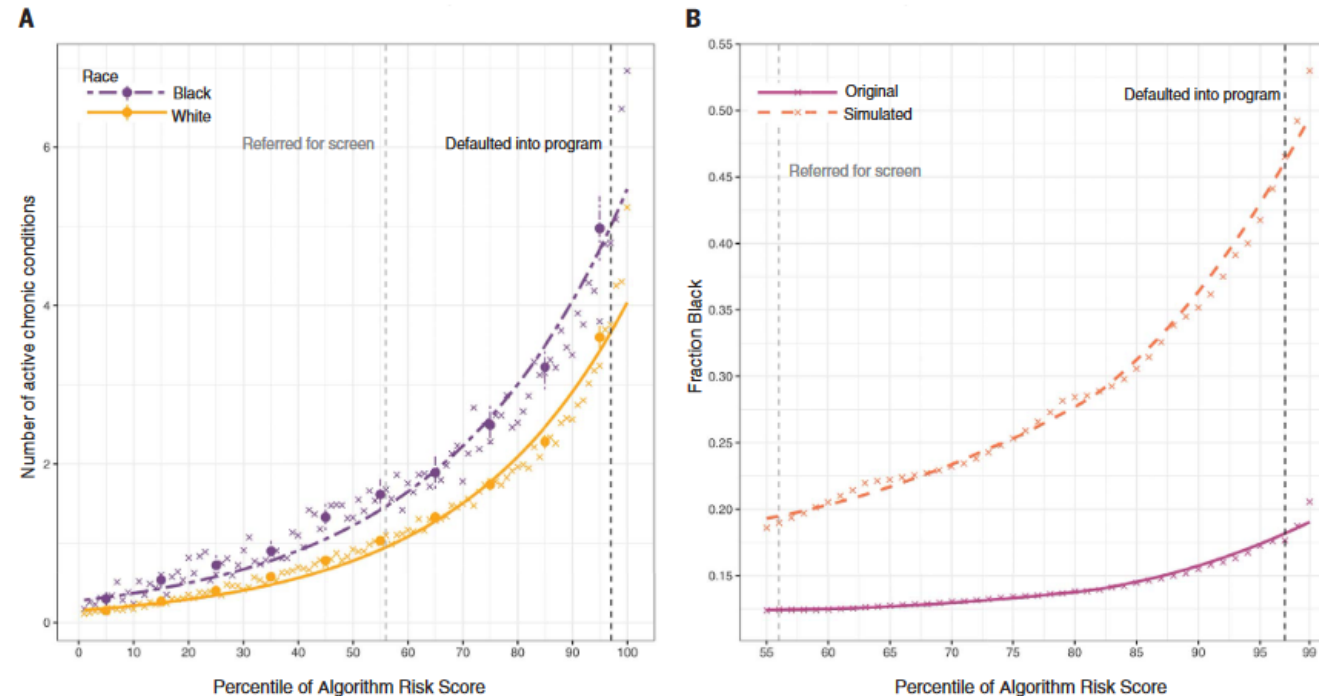 A
Race
Black
White
Referred for screen
Defaulted into program
Number of active chronic conditions
6
4
2
0
0 10 20 30 40 50 60 70 80 90 100
Percentile of Algorithm Risk Score
B
Original
Simulated
Defaulted into program
Referred for screen
Fraction Black
0.55
0.50
0.45
0.40
0.35
0.30
0.25
0.20
0.15
55 60 65 70 75 80 85 90 95 99
Percentile of Algorithm Risk Score